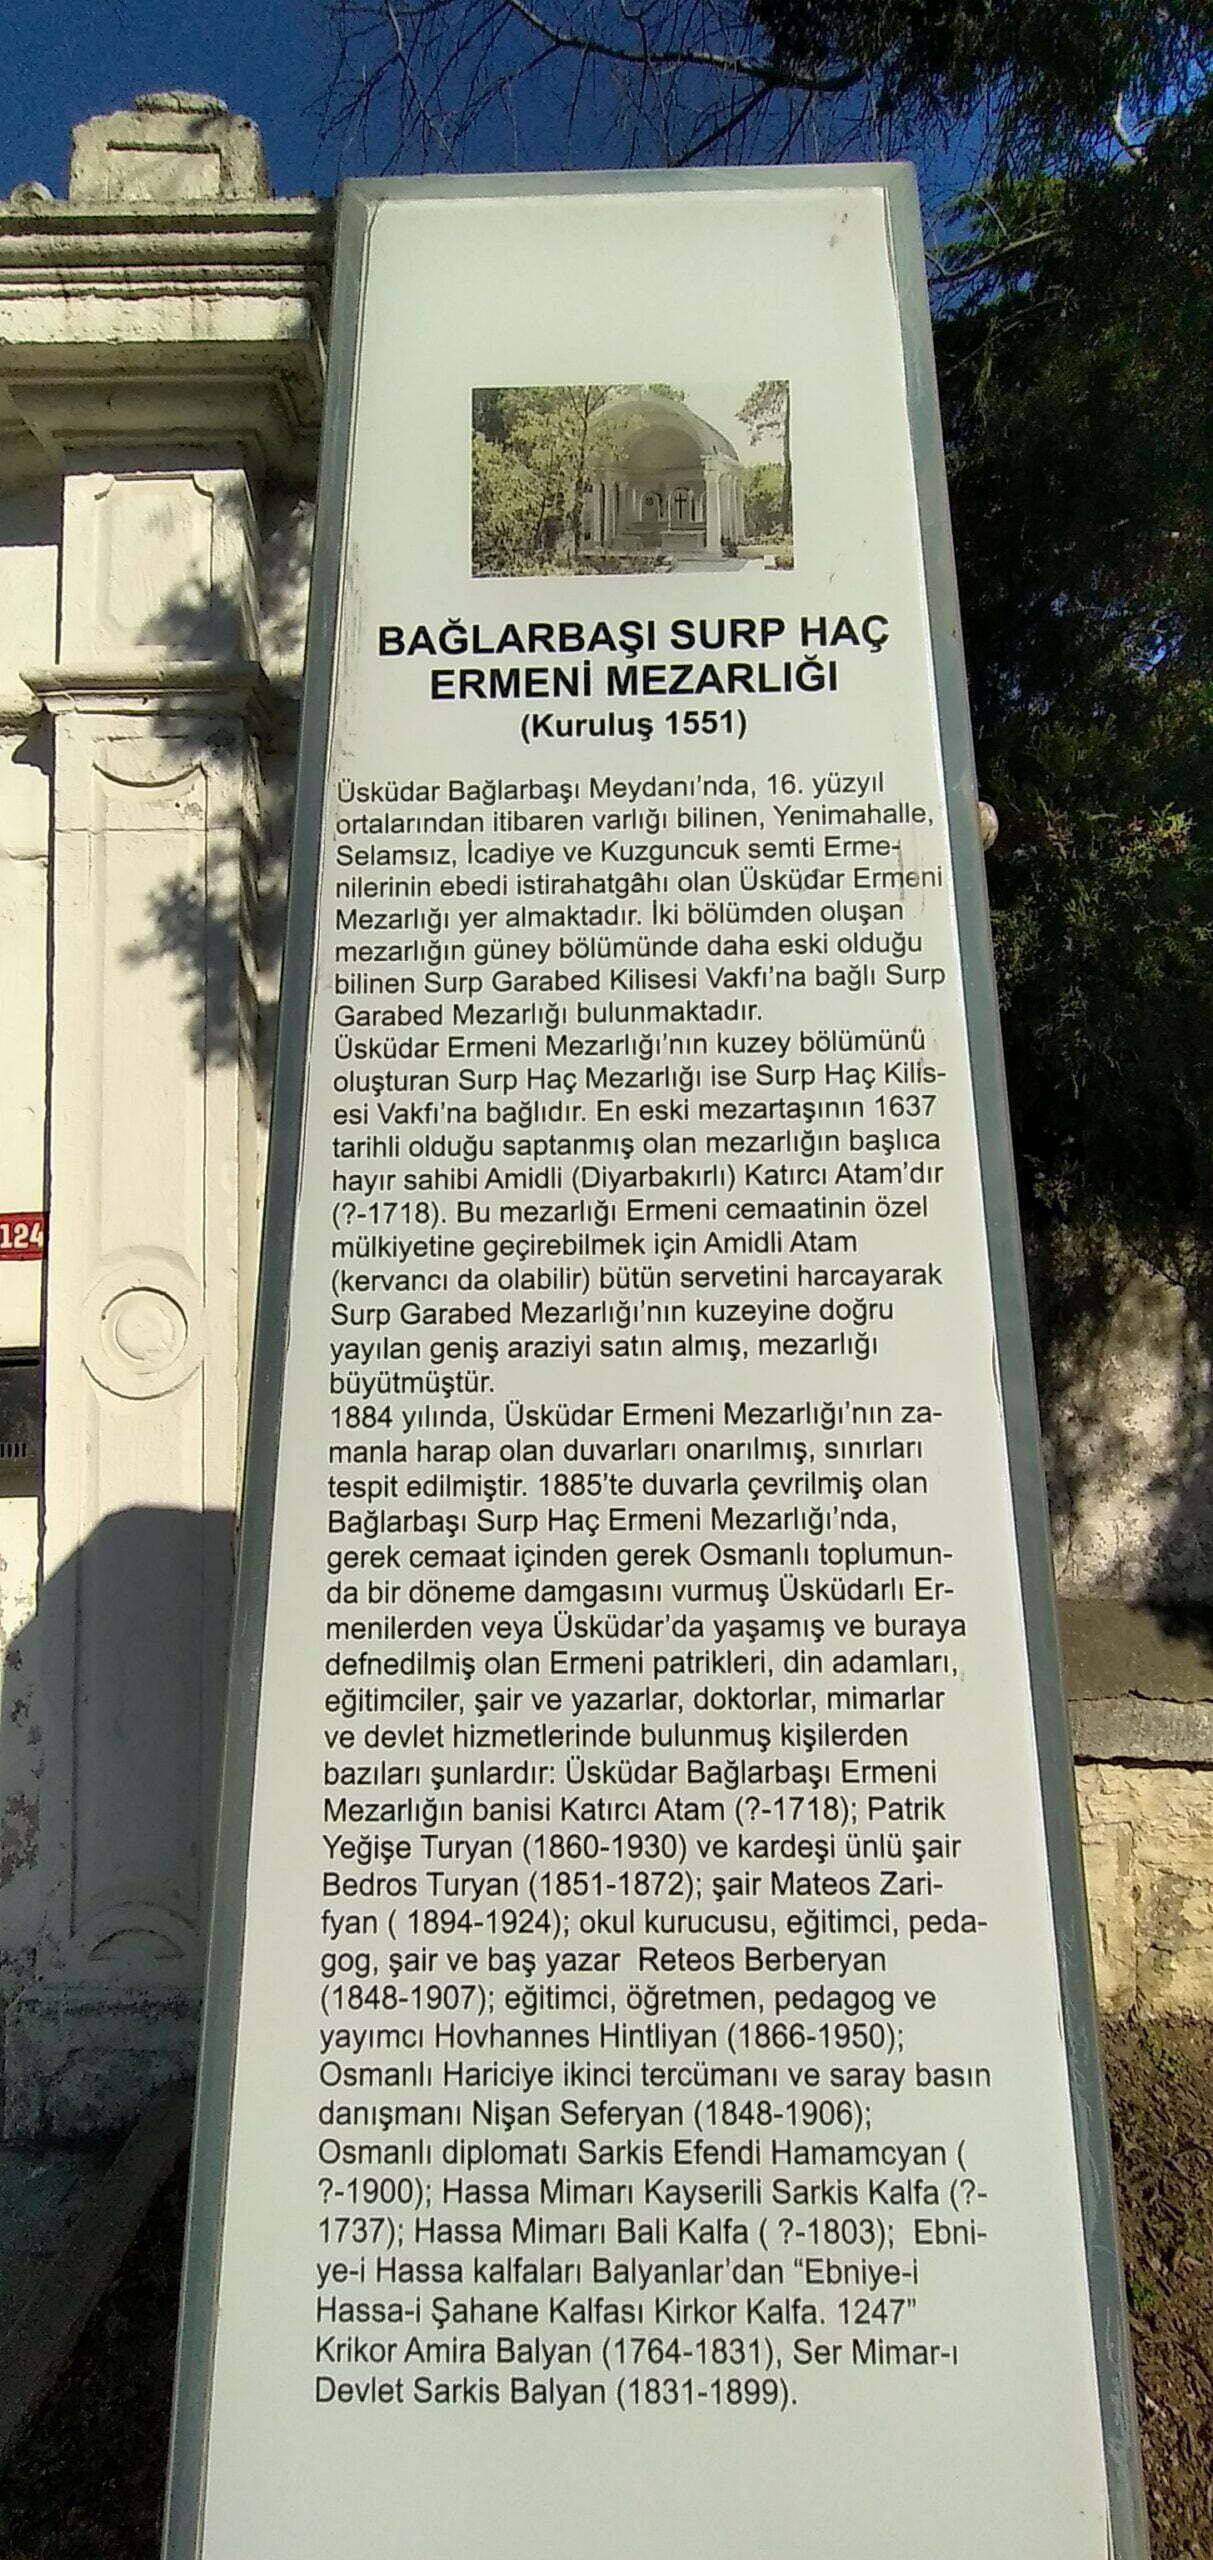 BAĞLARBAŞI SURP HAÇ
ERMENİ MEZARLIĞI
(Kuruluş 1551)
Üsküdar Bağlarbaşı Meydanı'nda, 16. yüzyıl
ortalarından itibaren varlığı bilinen, Yenimahalle,
Selamsız, İcadiye ve Kuzguncuk semti Erme-
nilerinin ebedi istirahatgâhı olan Üsküdar Ermeni
Mezarlığı yer almaktadır. İki bölümden oluşan
mezarlığın güney bölümünde daha eski olduğu
bilinen Surp Garabed Kilisesi Vakfı'na bağlı Surp
Garabed Mezarlığı bulunmaktadır.
Üsküdar Ermeni Mezarlığı'nın kuzey bölümünü
oluşturan Surp Haç Mezarlığı ise Surp Haç Kilis-
esi Vakfı'na bağlıdır. En eski mezartaşının 1637
tarihli olduğu saptanmış olan mezarlığın başlıca
hayır sahibi Amidli (Diyarbakırlı) Katırcı Atam'dır
(?-1718). Bu mezarlığı Ermeni cemaatinin özel
mülkiyetine geçirebilmek için Amidli Atam
(kervancı da olabilir) bütün servetini harcayarak
Surp Garabed Mezarlığı'nın kuzeyine doğru
yayılan geniş araziyi satın almış, mezarlığı
büyütmüştür.
1884 yılında, Üsküdar Ermeni Mezarlığı'nın za-
manla harap olan duvarları onarılmış, sınırları
tespit edilmiştir. 1885'te duvarla çevrilmiş olan
Bağlarbaşı Surp Haç Ermeni Mezarlığı'nda,
gerek cemaat içinden gerek Osmanlı toplumun-
da bir döneme damgasını vurmuş Üsküdarlı Er-
menilerden veya Üsküdar'da yaşamış ve buraya
defnedilmiş olan Ermeni patrikleri, din adamları,
eğitimciler, şair ve yazarlar, doktorlar, mimarlar
ve devlet hizmetlerinde bulunmuş kişilerden
bazıları şunlardır: Üsküdar Bağlarbaşı Ermeni
Mezarlığın banisi Katırcı Atam (?-1718); Patrik
Yeğişe Turyan (1860-1930) ve kardeşi ünlü şair
Bedros Turyan (1851-1872); şair Mateos Zari-
fyan ( 1894-1924); okul kurucusu, eğitimci, peda-
gog, şair ve baş yazar Reteos Berberyan
(1848-1907); eğitimci, öğretmen, pedagog ve
yayımcı Hovhannes Hintliyan (1866-1950);
Osmanlı Hariciye ikinci tercümanı ve saray basın
danışmanı Nişan Seferyan (1848-1906);
Osmanlı diplomatı Sarkis Efendi Hamamcyan (
?-1900); Hassa Mimarı Kayserili Sarkis Kalfa (?-
1737); Hassa Mimarı Bali Kalfa ( ?-1803); Ebni-
ye-i Hassa kalfaları Balyanlar'dan “Ebniye-i
Hassa-i Şahane Kalfası Kirkor Kalfa. 1247”
Krikor Amira Balyan (1764-1831), Ser Mimar-ı
Devlet Sarkis Balyan (1831-1899).
124